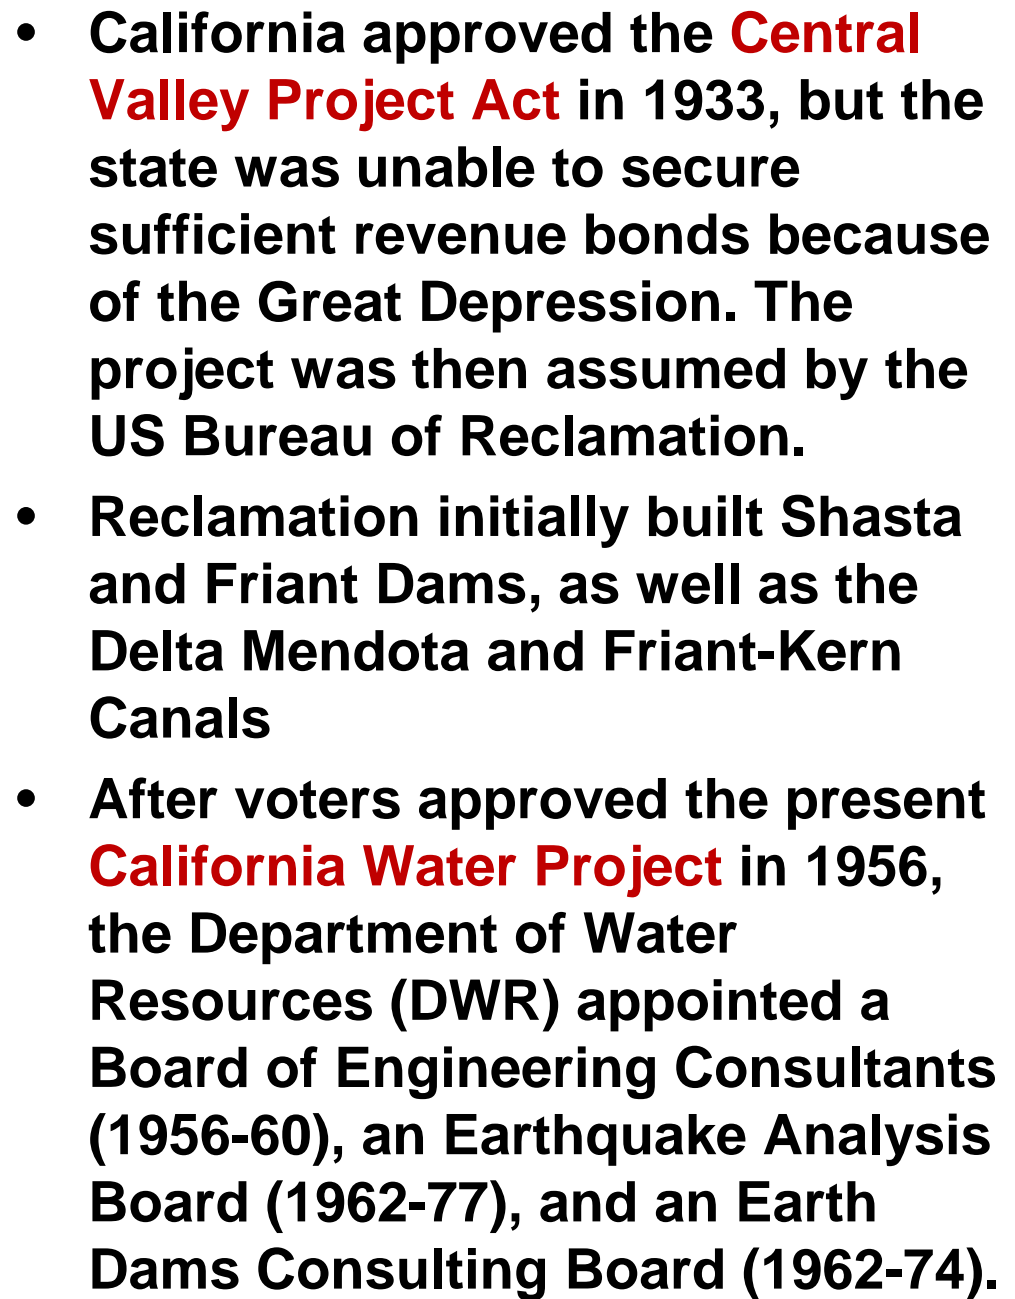 • California approved the Central
Valley Project Act in 1933, but the
state was unable to secure
sufficient revenue bonds because
of the Great Depression. The
project was then assumed by the
US Bureau of Reclamation.
• Reclamation initially built Shasta
and Friant Dams, as well as the
Delta Mendota and Friant-Kern
Canals
• After voters approved the present
California Water Project in 1956,
the Department of Water
Resources (DWR) appointed a
Board of Engineering Consultants
(1956-60), an Earthquake Analysis
Board (1962-77), and an Earth
Dams Consulting Board (1962-74).